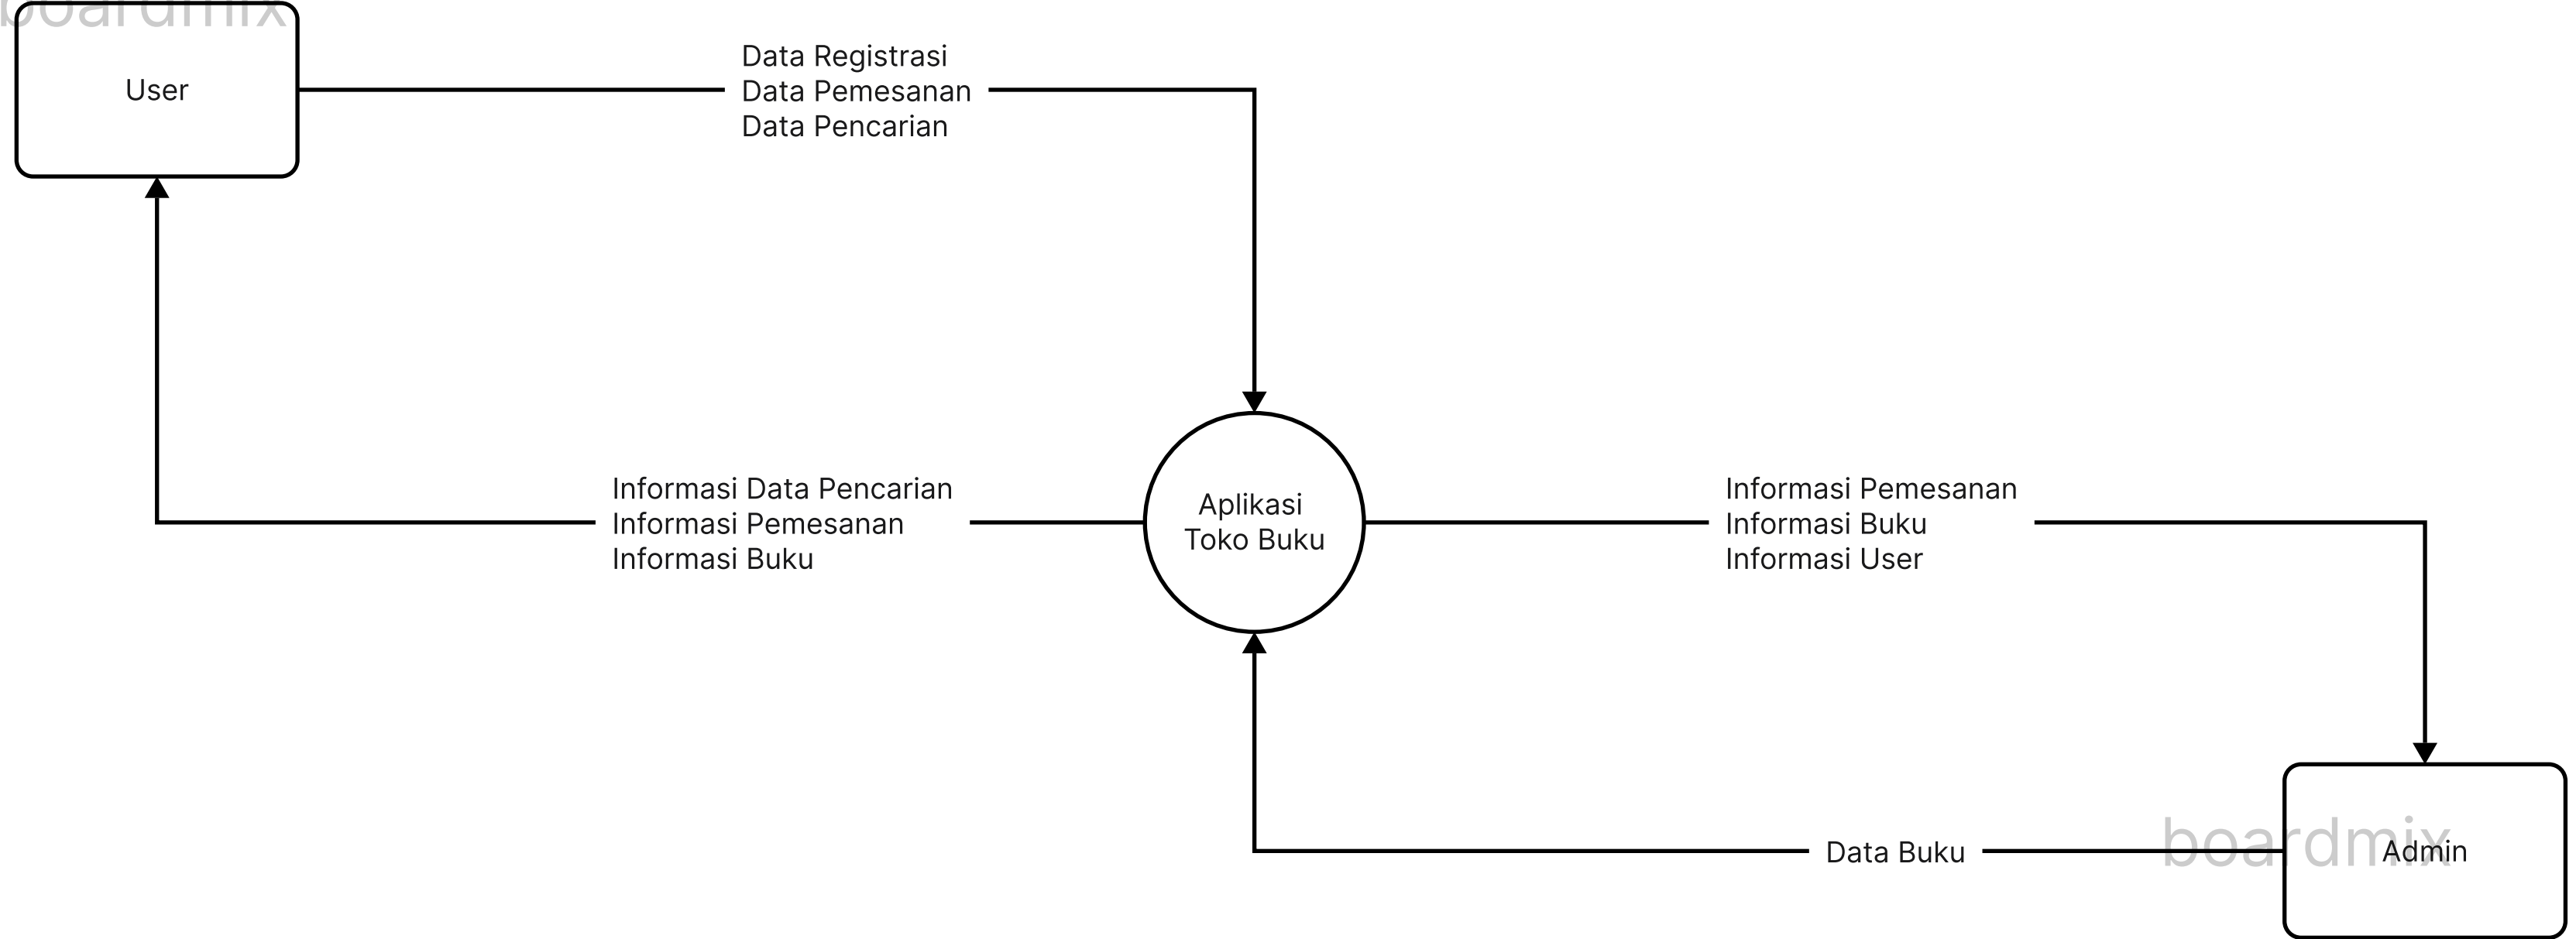 boardmix
User
Data Registrasi
Data Pemesanan
Data Pencarian
Informasi Data Pencarian
Informasi Pemesanan
Informasi Buku
Aplikasi
Toko Buku
Informasi Pemesanan
Informasi Buku
Informasi User
Data Buku
boardmix
Admin